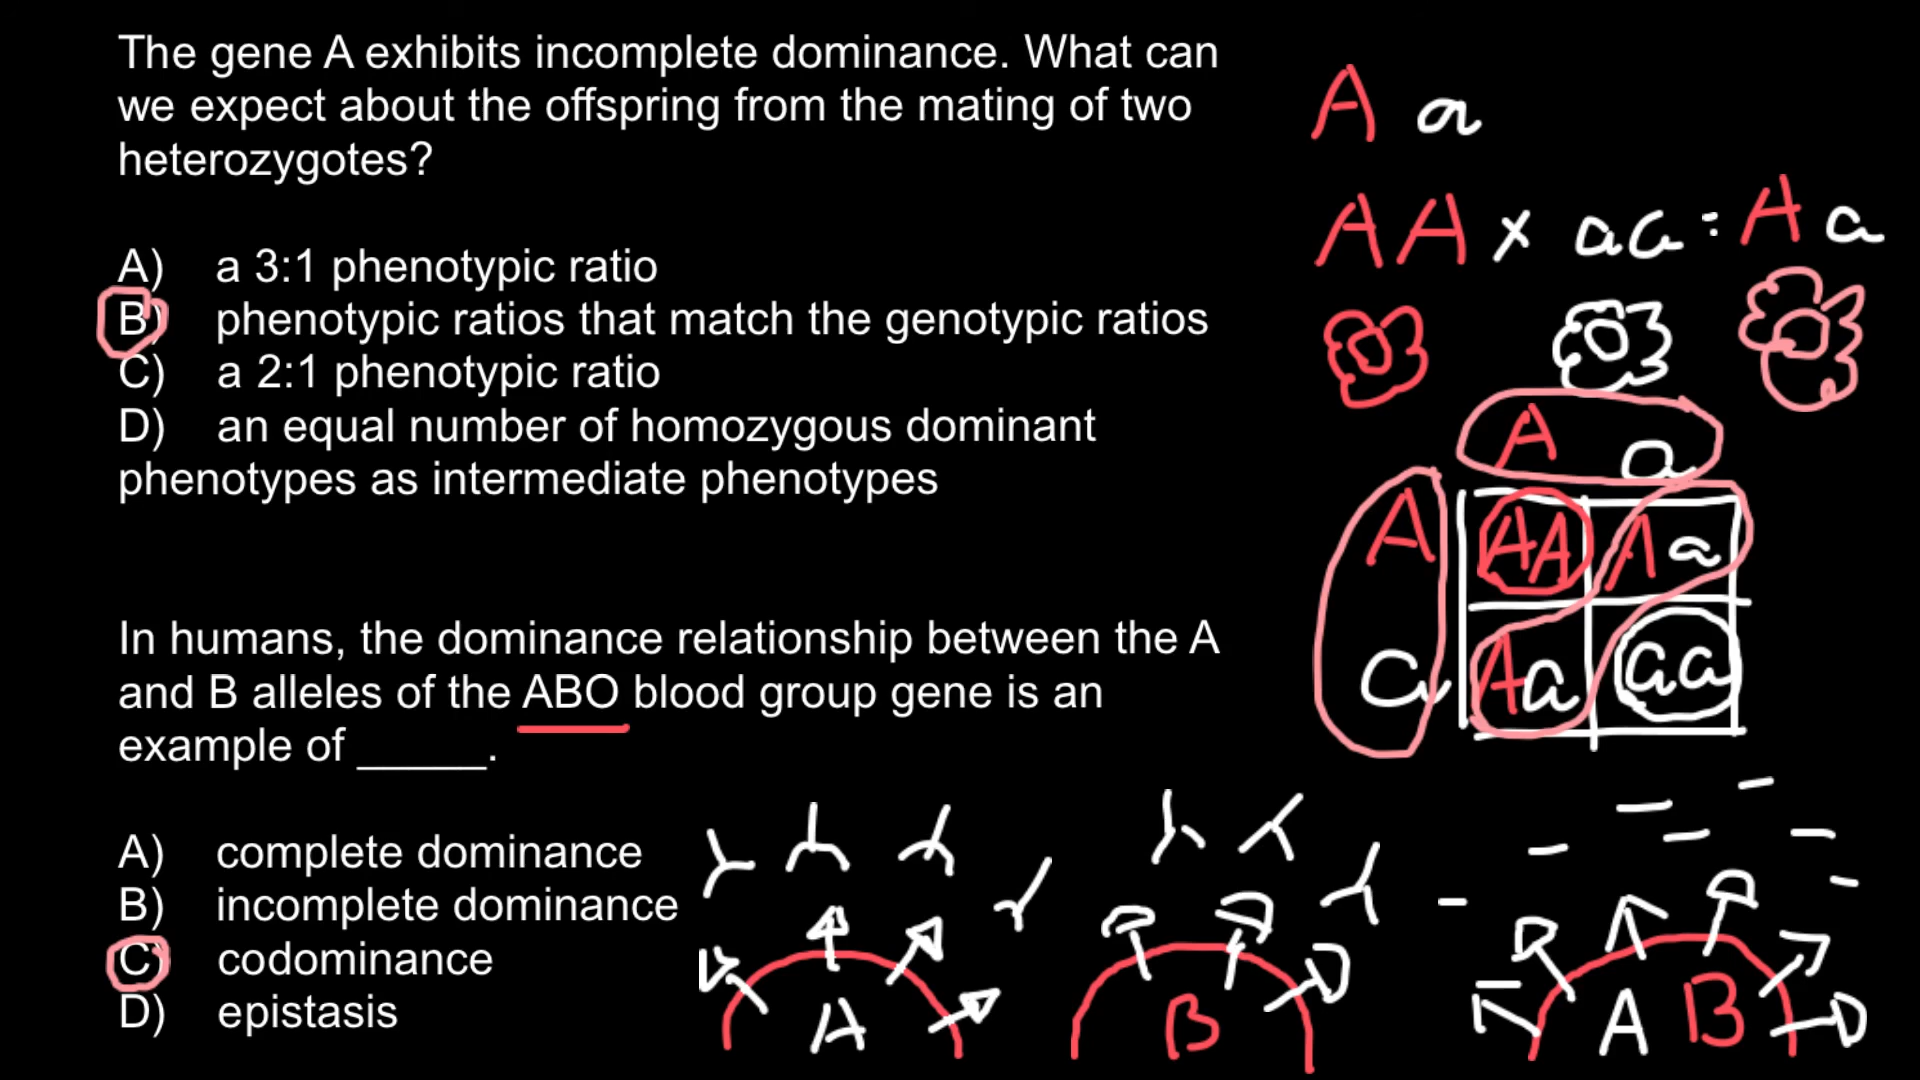 The gene A exhibits incomplete dominance. What can
we expect about the offspring from the mating of two
heterozygotes?
A) a 3:1 phenotypic ratio
B) phenotypic ratios that match the genotypic ratios
C) a 2:1 phenotypic ratio
D) an equal number of homozygous dominant
phenotypes as intermediate phenotypes
In humans, the dominance relationship between the A
and B alleles of the ABO blood group gene is an
example of _____.
A) complete dominance
B) incomplete dominance
C) codominance
D) epistasis
A a
AA x aa = Aa
A a
A AA Aa
a Aa aa
A
B
A B